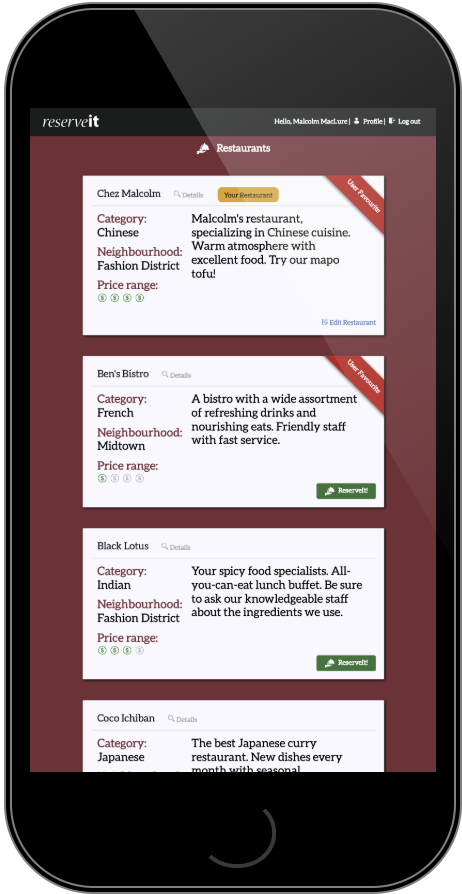 reserveit
Hello, Malcolm MacLure | Profile | Log out
Restaurants
Chez Malcolm Details Your Restaurant
User Favourite
Category:
Chinese
Neighbourhood:
Fashion District
Price range:
$ $ $ $
Malcolm's restaurant,
specializing in Chinese cuisine.
Warm atmosphere with
excellent food. Try our mapo
tofu!
Edit Restaurant
Ben's Bistro Details
User Favourite
Category:
French
Neighbourhood:
Midtown
Price range:
$ $ $ $
A bistro with a wide assortment
of refreshing drinks and
nourishing eats. Friendly staff
with fast service.
ReserveIt!
Black Lotus Details
Category:
Indian
Neighbourhood:
Fashion District
Price range:
$ $ $ $
Your spicy food specialists. All-
you-can-eat lunch buffet. Be sure
to ask our knowledgeable staff
about the ingredients we use.
ReserveIt!
Coco Ichiban Details
Category:
Japanese
The best Japanese curry
restaurant. New dishes every
month with seasonal